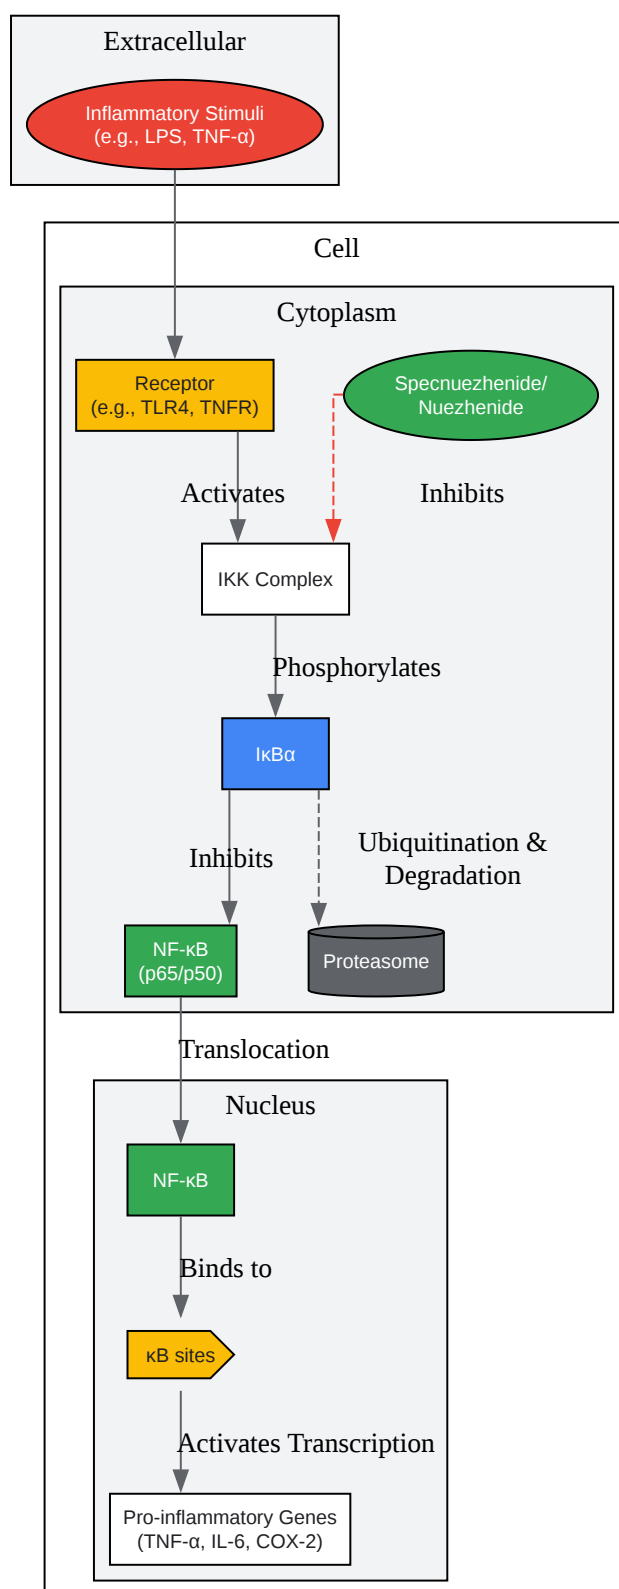 Extracellular
Inflammatory Stimuli
(e.g., LPS, TNF-α)
Cell
Cytoplasm
Receptor
(e.g., TLR4, TNFR)
Specnuezhenide/
Nuezhenide
Activates
Inhibits
IKK Complex
Phosphorylates
IκBα
Inhibits
Ubiquitination &
Degradation
NF-κB
(p65/p50)
Proteasome
Translocation
Nucleus
NF-κB
Binds to
κB sites
Activates Transcription
Pro-inflammatory Genes
(TNF-α, IL-6, COX-2)